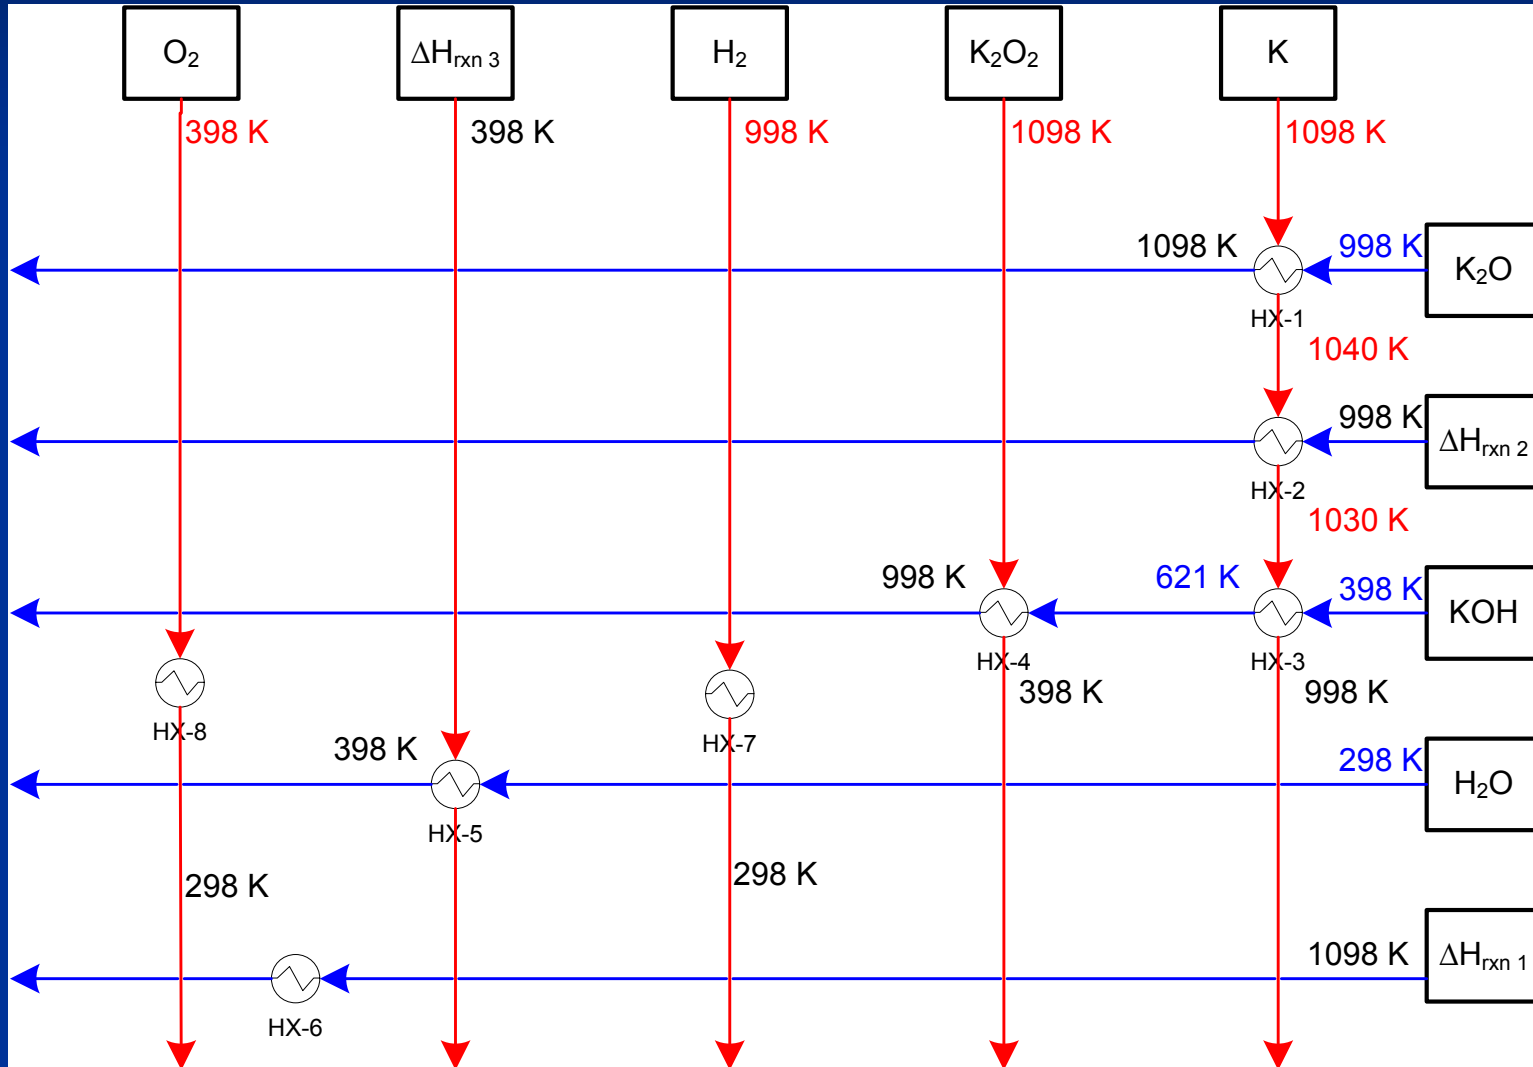 O₂
ΔHrxn 3
H₂
K₂O₂
K
398 K
398 K
998 K
1098 K
1098 K
1098 K
998 K
K₂O
HX-1
1040 K
998 K
ΔHrxn 2
HX-2
1030 K
998 K
621 K
398 K
KOH
HX-4
HX-3
398 K
998 K
HX-8
HX-7
398 K
298 K
H₂O
HX-5
298 K
298 K
1098 K
ΔHrxn 1
HX-6